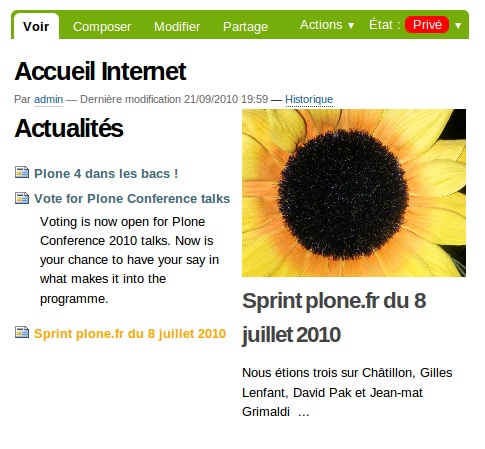 Voir Composer Modifier Partage Actions ▼ État : Privé ▼
Accueil Internet
Par admin — Dernière modification 21/09/2010 19:59 — Historique
Actualités
Plone 4 dans les bacs !
Vote for Plone Conference talks
Voting is now open for Plone
Conference 2010 talks. Now is
your chance to have your say in
what makes it into the
programme.
Sprint plone.fr du 8 juillet 2010
Sprint plone.fr du 8
juillet 2010
Nous étions trois sur Châtillon, Gilles
Lenfant, David Pak et Jean-mat
Grimaldi ...